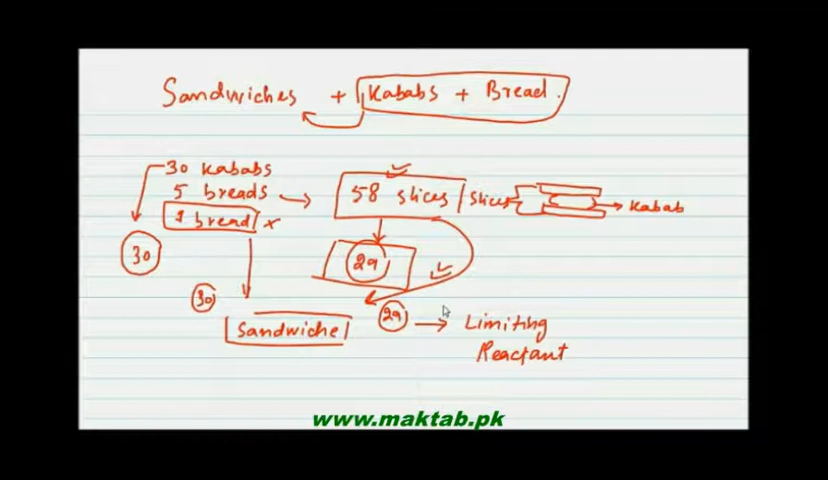 Sandwiches + Kababs + Bread.
30 kababs
5 breads → 58 slices slices
→ Kabab
1 bread x
30
29
30
Sandwiche 29 → Limiting
Reactant
www.maktab.pk